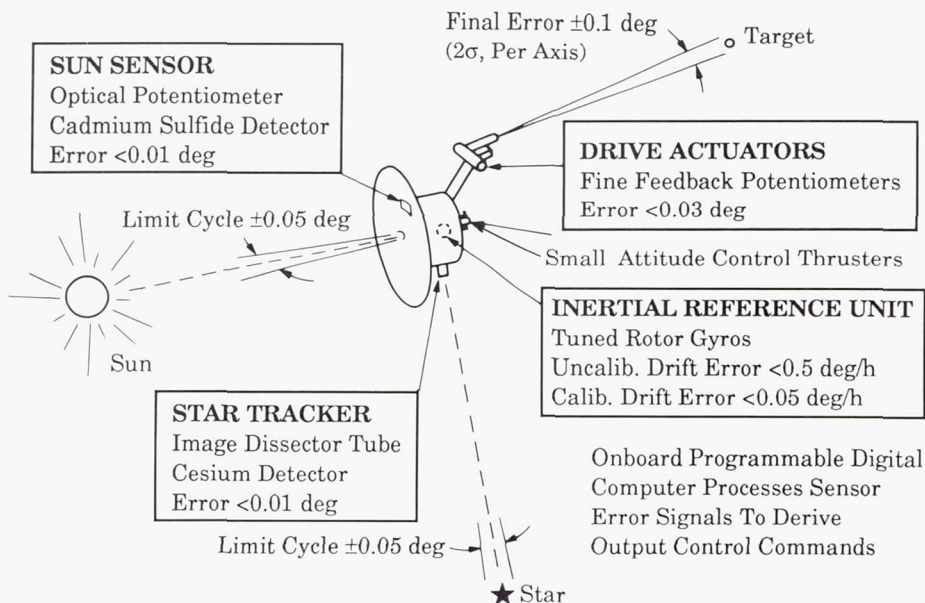 Final Error ±0.1 deg
(2σ, Per Axis)
Target
SUN SENSOR
Optical Potentiometer
Cadmium Sulfide Detector
Error <0.01 deg
DRIVE ACTUATORS
Fine Feedback Potentiometers
Error <0.03 deg
Limit Cycle ±0.05 deg
Small Attitude Control Thrusters
Sun
INERTIAL REFERENCE UNIT
Tuned Rotor Gyros
Uncalib. Drift Error <0.5 deg/h
Calib. Drift Error <0.05 deg/h
STAR TRACKER
Image Dissector Tube
Cesium Detector
Error <0.01 deg
Onboard Programmable Digital
Computer Processes Sensor
Error Signals To Derive
Output Control Commands
Limit Cycle ±0.05 deg
Star